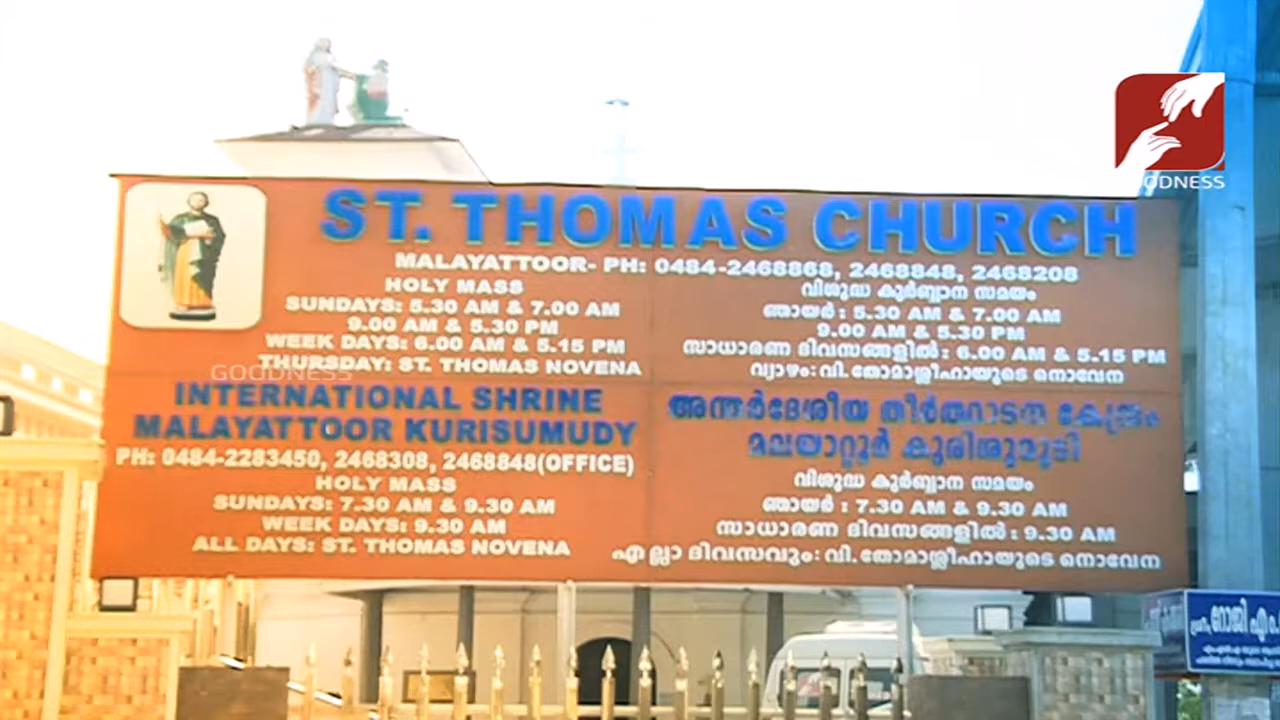 ST. THOMAS CHURCH
MALAYATTOOR- PH: 0484-2468868, 2468848, 2468208
HOLY MASS
SUNDAYS: 5.30 AM & 7.00 AM
9.00 AM & 5.30 PM
WEEK DAYS: 6.00 AM & 5.15 PM
THURSDAY: ST. THOMAS NOVENA
വിശുദ്ധ കുർബ്ബാന സമയം
ഞായർ : 5.30 AM & 7.00 AM
9.00 AM & 5.30 PM
സാധാരണ ദിവസങ്ങളിൽ : 6.00 AM & 5.15 PM
വ്യാഴം: വി. തോമാശ്ലീഹായുടെ നൊവേന
INTERNATIONAL SHRINE
MALAYATTOOR KURISUMUDY
PH: 0484-2283450, 2468308, 2468848(OFFICE)
HOLY MASS
SUNDAYS: 7.30 AM & 9.30 AM
WEEK DAYS: 9.30 AM
ALL DAYS: ST. THOMAS NOVENA
അന്തർദേശീയ തീർത്ഥാടന കേന്ദ്രം
മലയാറ്റൂർ കുരിശുമുടി
വിശുദ്ധ കുർബ്ബാന സമയം
ഞായർ : 7.30 AM & 9.30 AM
സാധാരണ ദിവസങ്ങളിൽ : 9.30 AM
എല്ലാ ദിവസവും: വി. തോമാശ്ലീഹായുടെ നൊവേന
GOODNESS
GOODNESS
റോജി എം